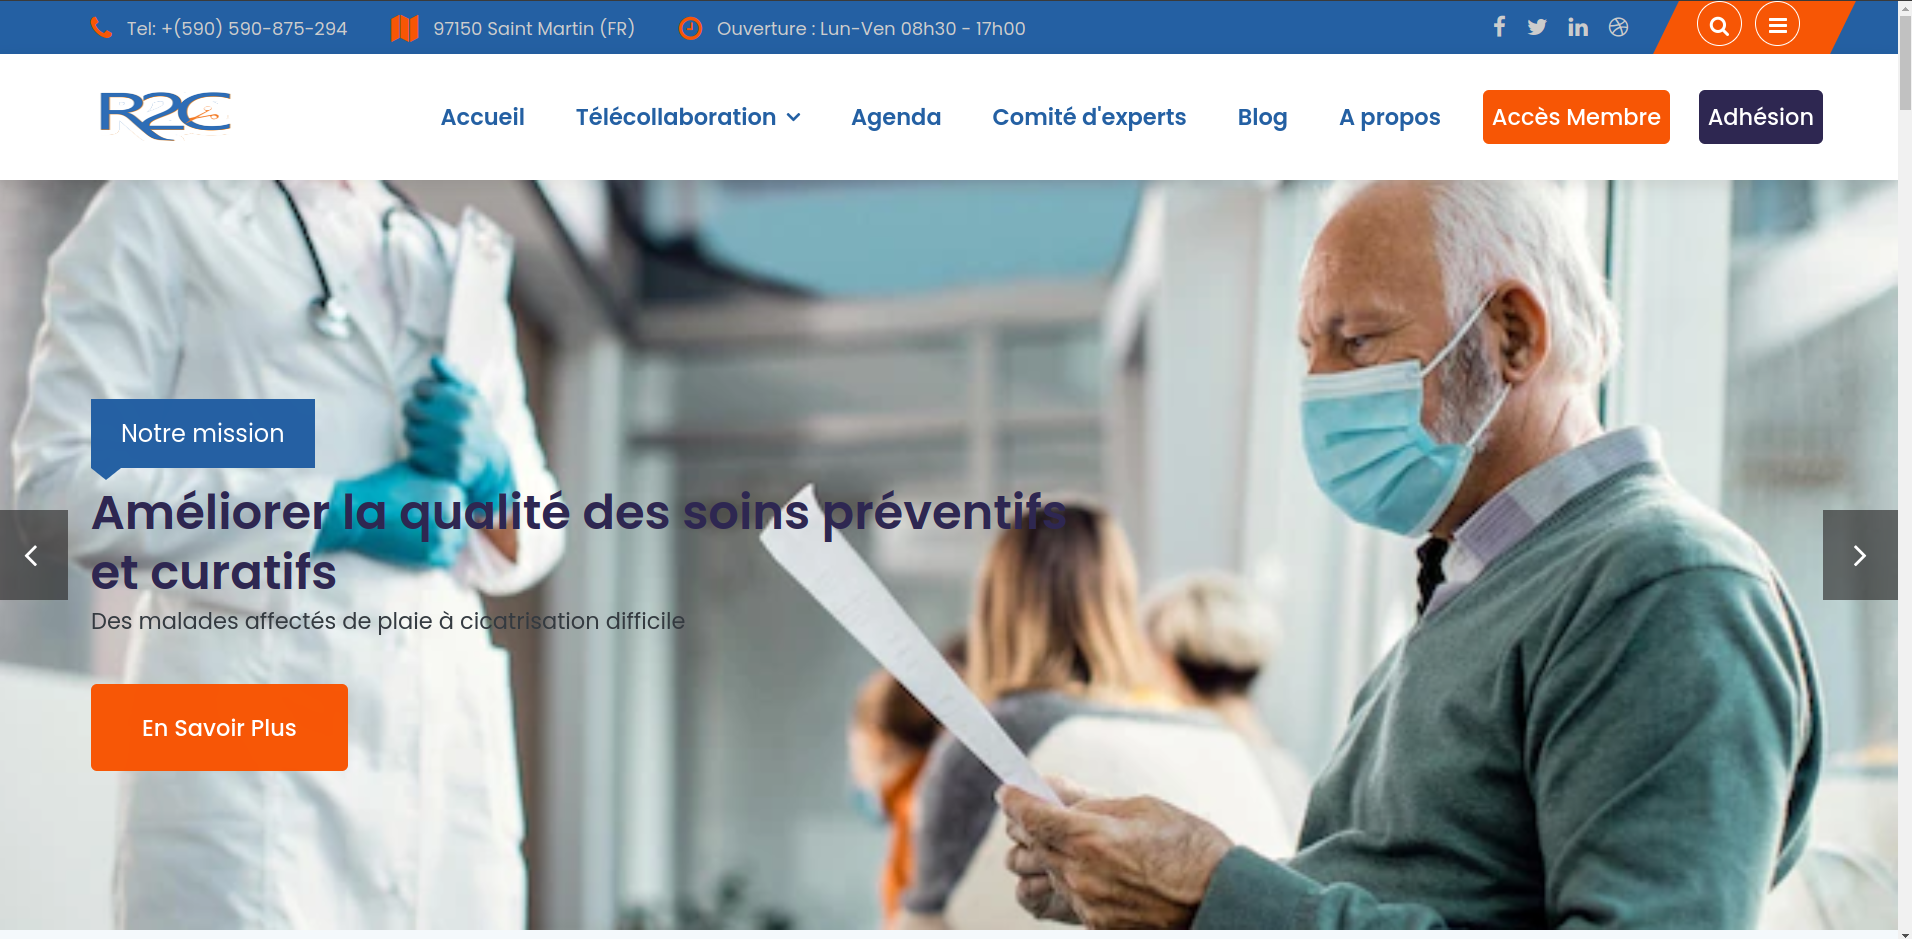 Tel: +(590) 590-875-294
97150 Saint Martin (FR)
Ouverture : Lun-Ven 08h30 - 17h00
R2C
Accueil
Télécollaboration
Agenda
Comité d'experts
Blog
A propos
Accès Membre
Adhésion
Notre mission
Améliorer la qualité des soins préventifs
et curatifs
Des malades affectés de plaie à cicatrisation difficile
En Savoir Plus